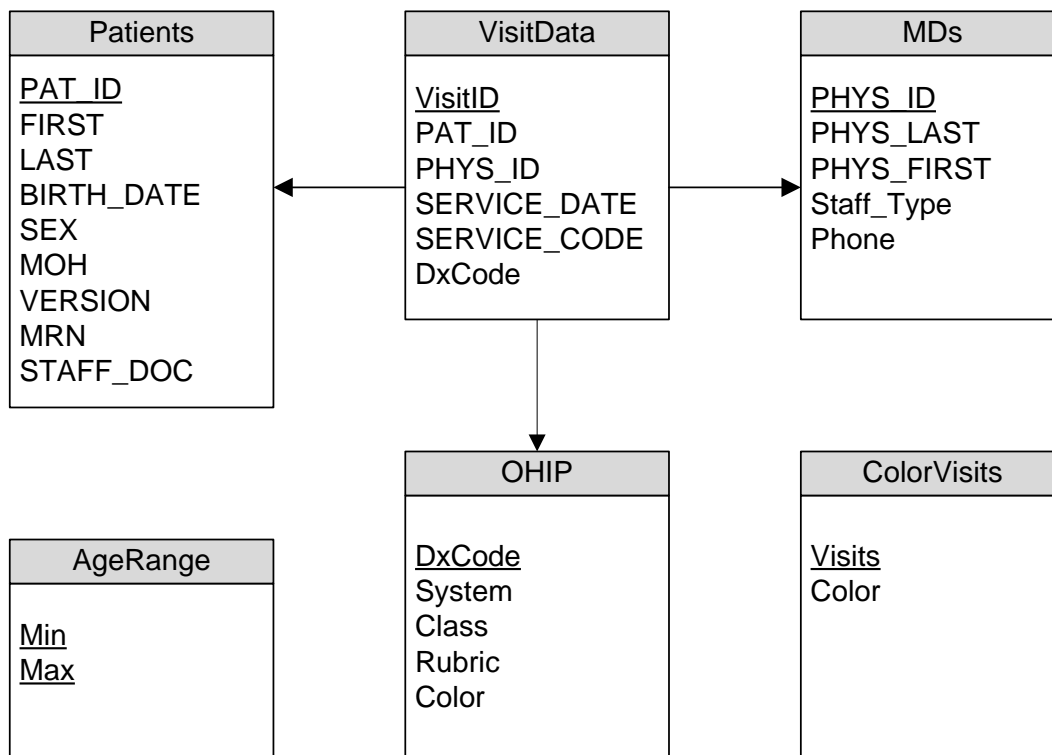 Patients
PAT_ID
FIRST
LAST
BIRTH_DATE
SEX
MOH
VERSION
MRN
STAFF_DOC
VisitData
VisitID
PAT_ID
PHYS_ID
SERVICE_DATE
SERVICE_CODE
DxCode
MDs
PHYS_ID
PHYS_LAST
PHYS_FIRST
Staff_Type
Phone
AgeRange
Min
Max
OHIP
DxCode
System
Class
Rubric
Color
ColorVisits
Visits
Color